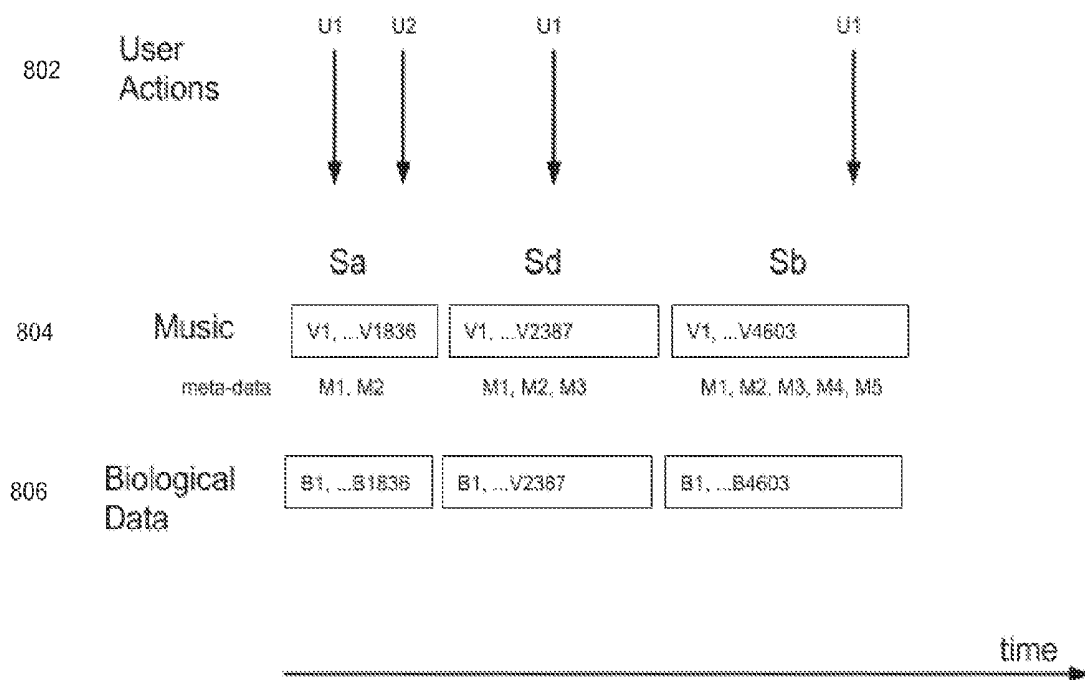 U1 U2 U1 U1
802 User
Actions
Sa Sd Sb
804 Music V1, ...V1836 V1, ...V2387 V1, ...V4603
meta-data M1, M2 M1, M2, M3 M1, M2, M3, M4, M5
806 Biological B1, ...B1836 B1, ...V2387 B1, ...B4603
Data
time